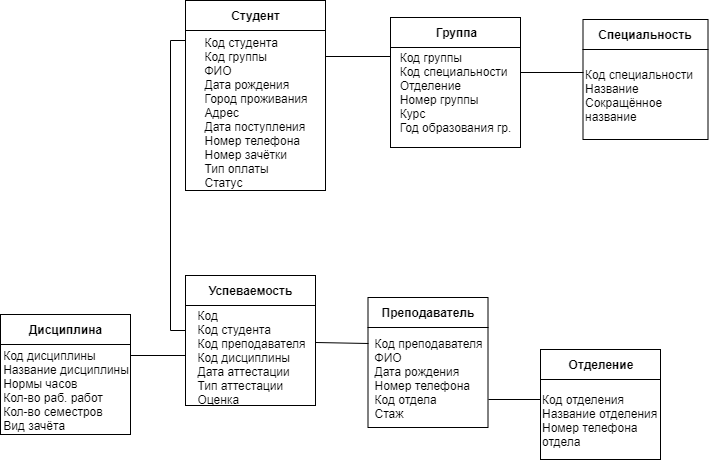 Студент
Код студента
Код группы
ФИО
Дата рождения
Город проживания
Адрес
Дата поступления
Номер телефона
Номер зачётки
Тип оплаты
Статус
Группа
Код группы
Код специальности
Отделение
Номер группы
Курс
Год образования гр.
Специальность
Код специальности
Название
Сокращённое
название
Дисциплина
Код дисциплины
Название дисциплины
Нормы часов
Кол-во раб. работ
Кол-во семестров
Вид зачёта
Успеваемость
Код
Код студента
Код преподавателя
Код дисциплины
Дата аттестации
Тип аттестации
Оценка
Преподаватель
Код преподавателя
ФИО
Дата рождения
Номер телефона
Код отдела
Стаж
Отделение
Код отделения
Название отделения
Номер телефона
отдела